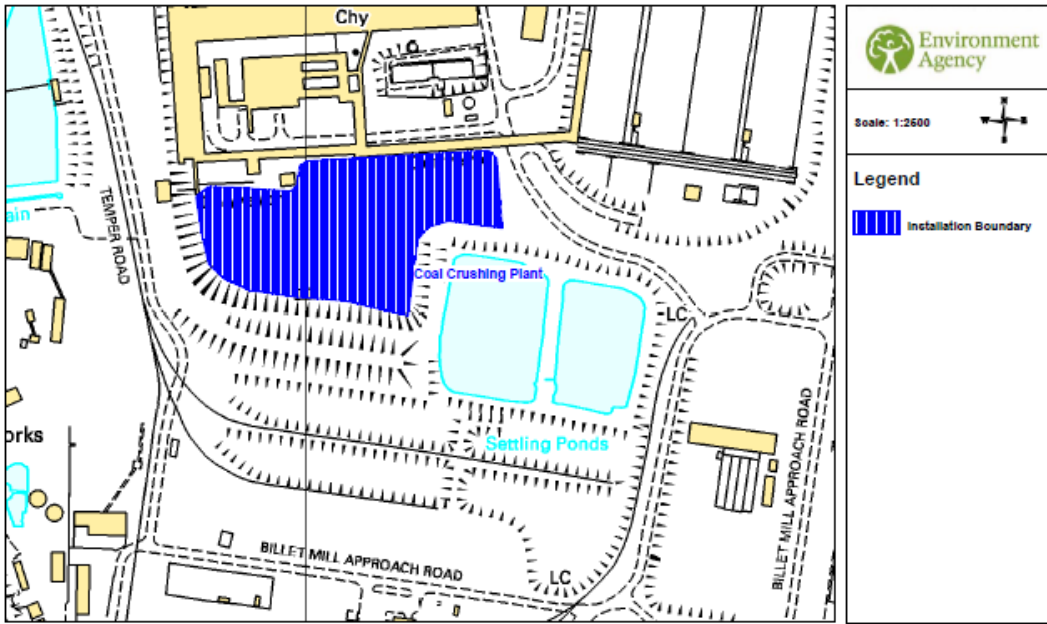 Chy
TEMPER ROAD
ain
Coal Crushing Plant
LC
orks
Settling Ponds
BILLET MILL APPROACH ROAD
BILLET MILL APPROACH ROAD
LC
Environment
Agency
Scale: 1:2500
N
W E
S
Legend
Installation Boundary